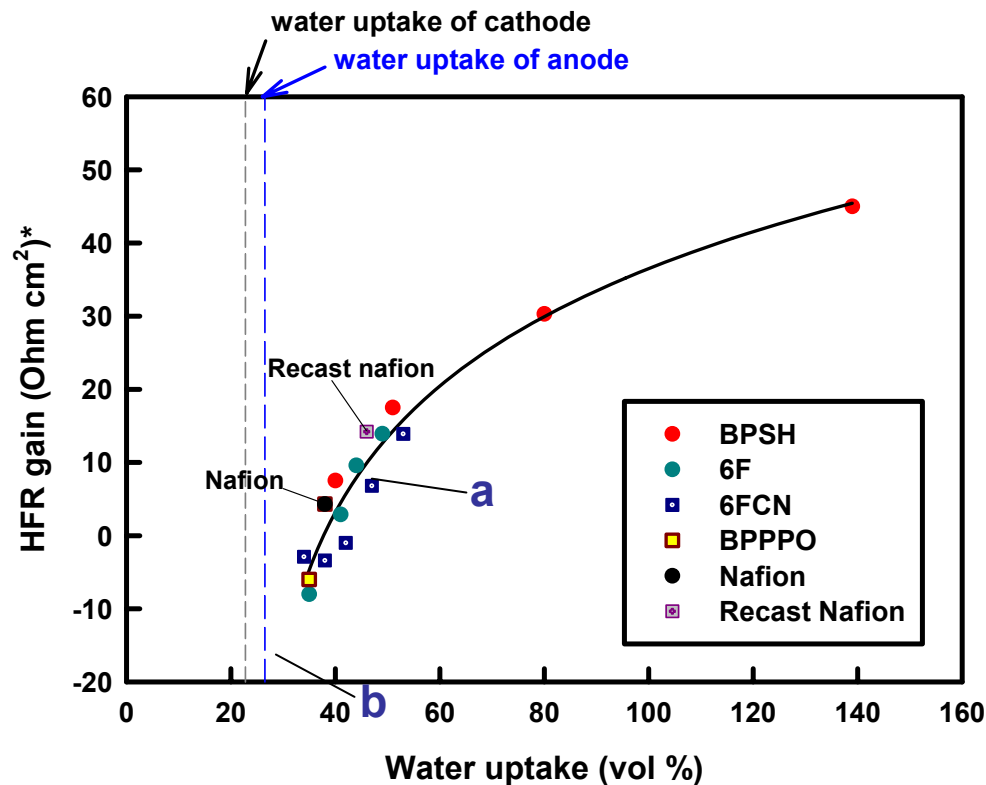 water uptake of cathode
water uptake of anode
60
50
40
30
20
10
0
-10
-20
HFR gain (Ohm cm²)*
Recast nafion
Nafion
a
b
BPSH
6F
6FCN
BPPPO
Nafion
Recast Nafion
0 20 40 60 80 100 120 140 160
Water uptake (vol %)